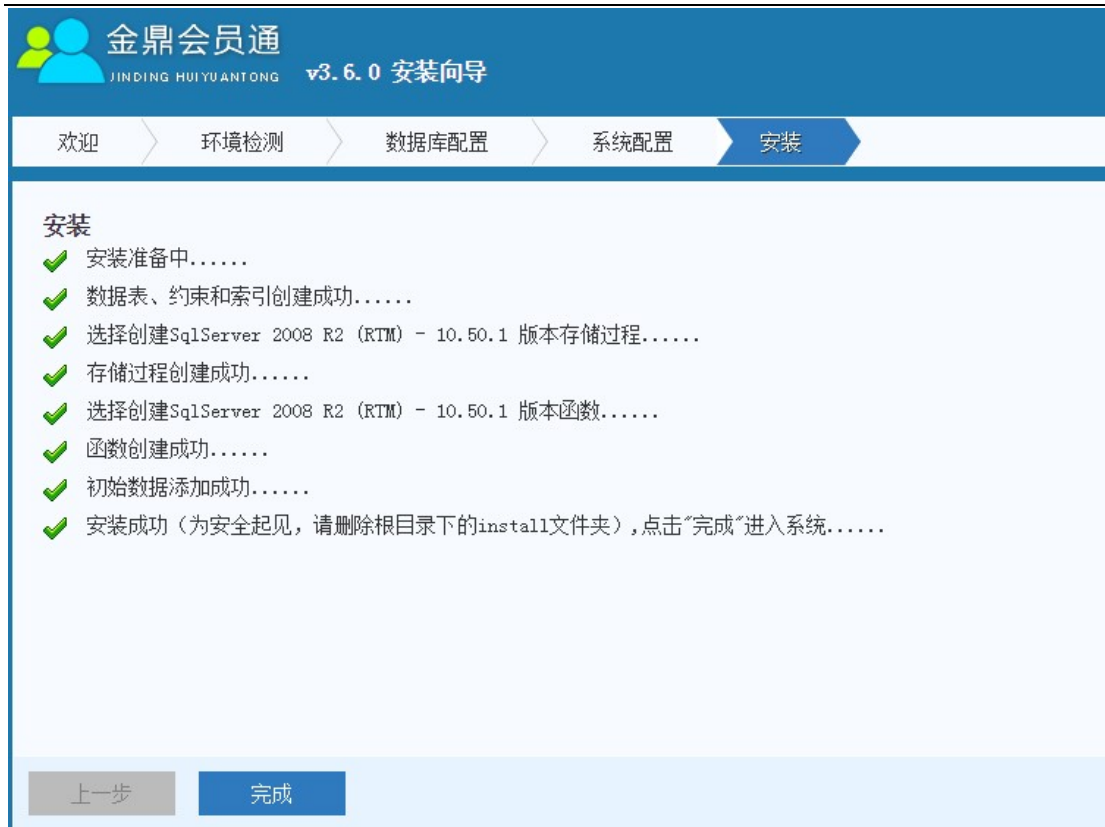 金鼎会员通
JINDING HUIYUANTONG v3.6.0 安装向导
欢迎 环境检测 数据库配置 系统配置 安装
安装
安装准备中......
数据表、约束和索引创建成功......
选择创建SqlServer 2008 R2 (RTM) - 10.50.1 版本存储过程......
存储过程创建成功......
选择创建SqlServer 2008 R2 (RTM) - 10.50.1 版本函数......
函数创建成功......
初始数据添加成功......
安装成功（为安全起见，请删除根目录下的install文件夹）,点击"完成"进入系统......
上一步 完成